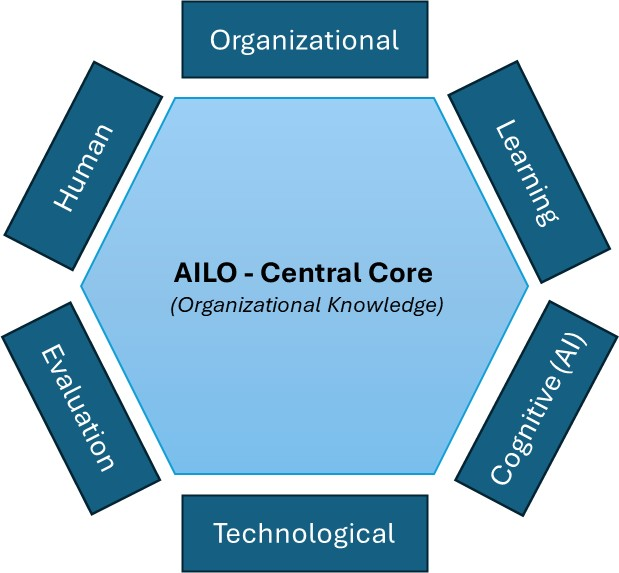 Organizational
Human
Learning
AILO - Central Core
(Organizational Knowledge)
Evaluation
Cognitive (AI)
Technological